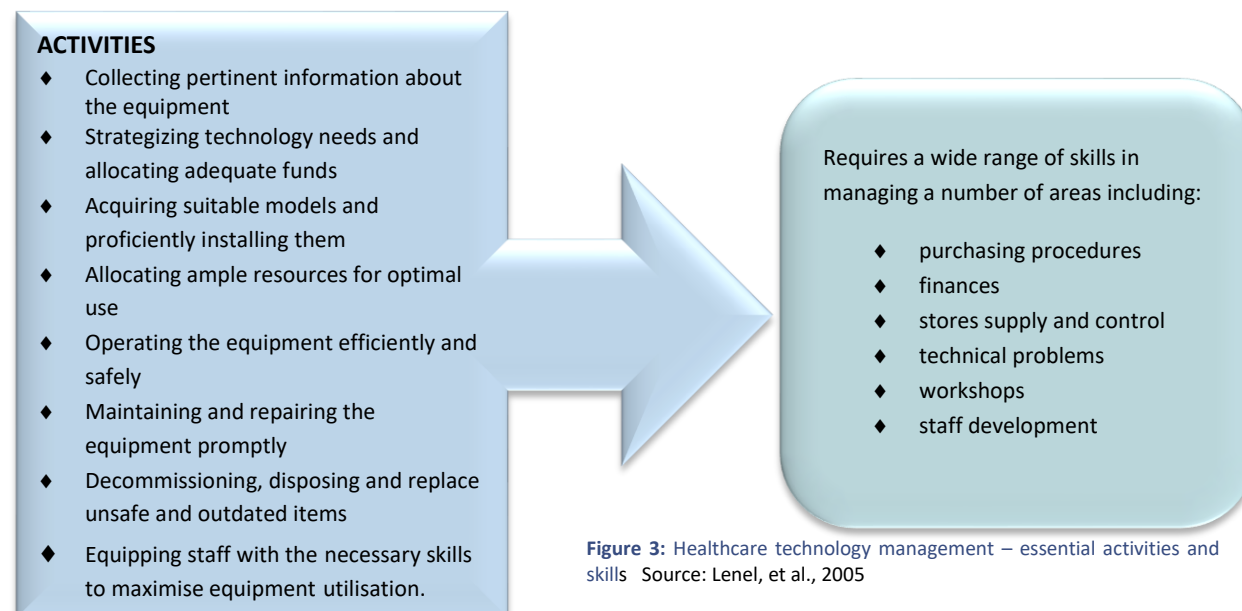 ACTIVITIES
♦ Collecting pertinent information about
the equipment
♦ Strategizing technology needs and
allocating adequate funds
♦ Acquiring suitable models and
proficiently installing them
♦ Allocating ample resources for optimal
use
♦ Operating the equipment efficiently and
safely
♦ Maintaining and repairing the
equipment promptly
♦ Decommissioning, disposing and replace
unsafe and outdated items
♦ Equipping staff with the necessary skills
to maximise equipment utilisation.
Requires a wide range of skills in
managing a number of areas including:
♦ purchasing procedures
♦ finances
♦ stores supply and control
♦ technical problems
♦ workshops
♦ staff development
Figure 3: Healthcare technology management – essential activities and
skills Source: Lenel, et al., 2005